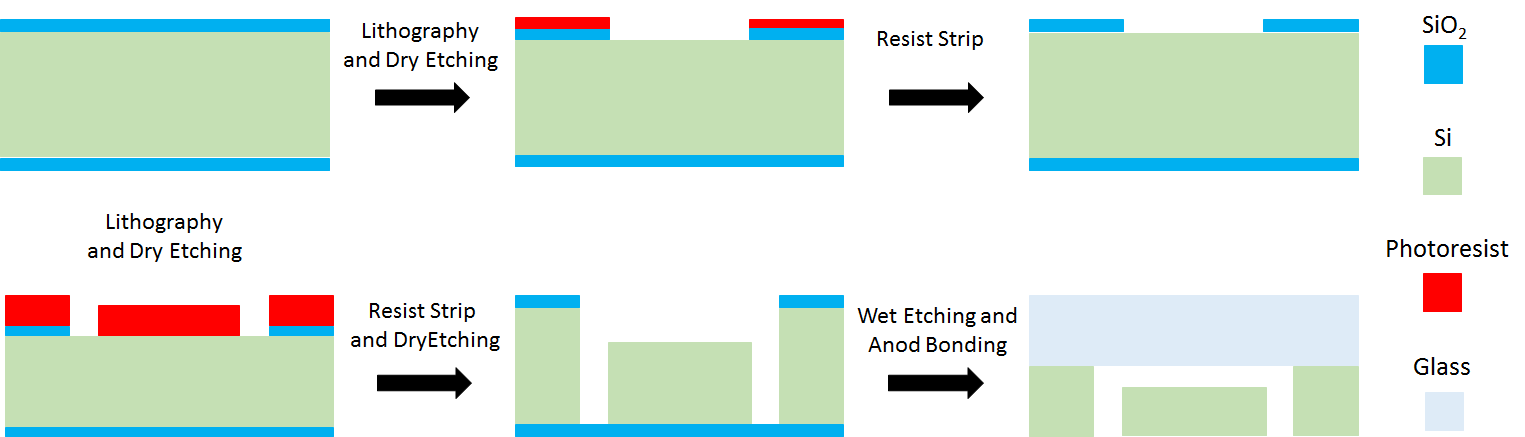 Lithography
and Dry Etching
Resist Strip
SiO₂
Si
Lithography
and Dry Etching
Photoresist
Resist Strip
and DryEtching
Wet Etching and
Anod Bonding
Glass